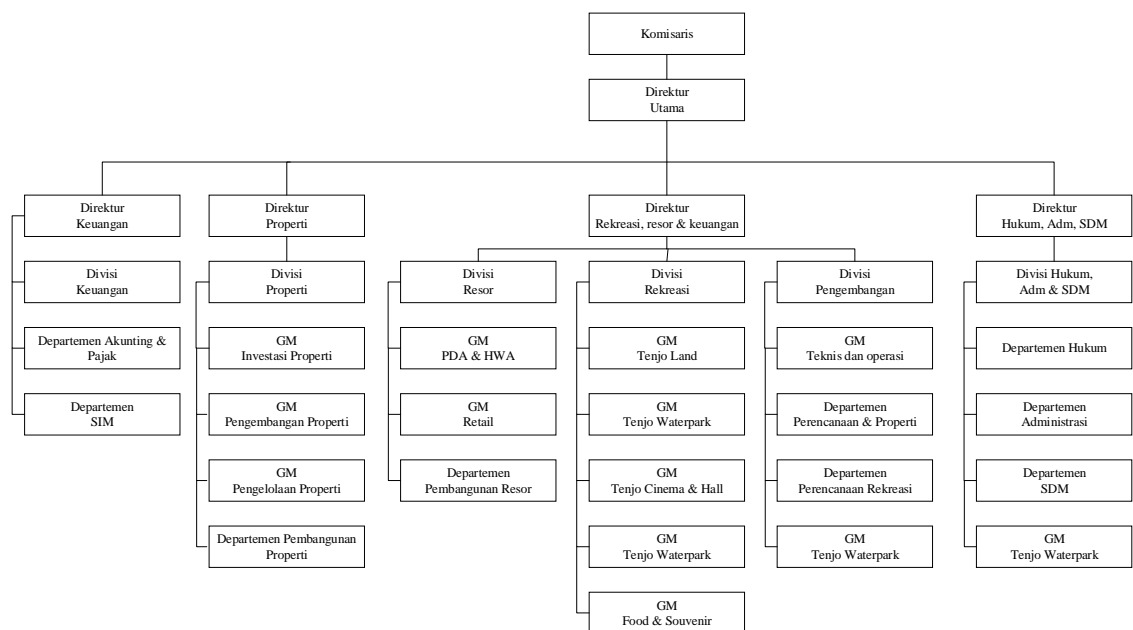 Komisaris
Direktur
Utama
Direktur
Keuangan
Direktur
Properti
Direktur
Rekreasi, resor & keuangan
Direktur
Hukum, Adm, SDM
Divisi
Keuangan
Departemen Akunting &
Pajak
Departemen
SIM
Divisi
Properti
GM
Investasi Properti
GM
Pengembangan Properti
GM
Pengelolaan Properti
Departemen Pembangunan
Properti
Divisi
Resor
GM
PDA & HWA
GM
Retail
Departemen
Pembangunan Resor
Divisi
Rekreasi
GM
Tenjo Land
GM
Tenjo Waterpark
GM
Tenjo Cinema & Hall
GM
Tenjo Waterpark
GM
Food & Souvenir
Divisi
Pengembangan
GM
Teknis dan operasi
Departemen
Perencanaan & Properti
Departemen
Perencanaan Rekreasi
GM
Tenjo Waterpark
Divisi Hukum,
Adm & SDM
Departemen Hukum
Departemen
Administrasi
Departemen
SDM
GM
Tenjo Waterpark